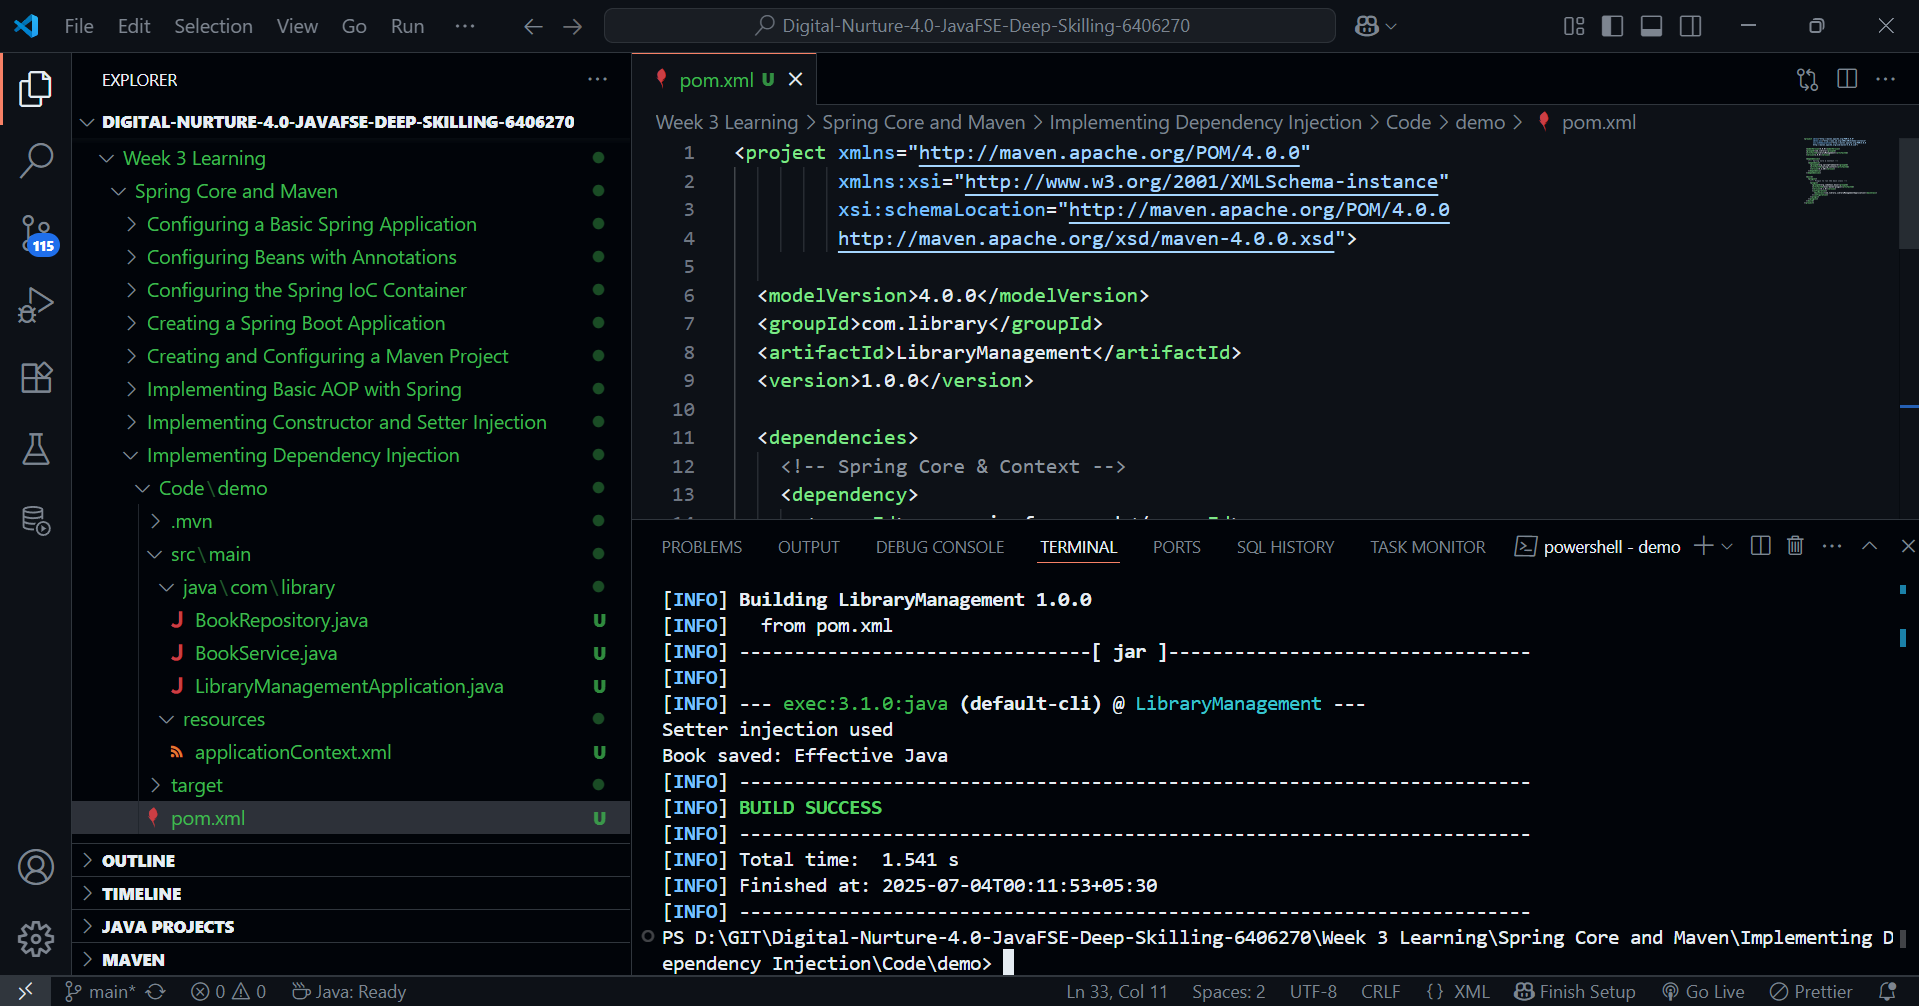 File Edit Selection View Go Run ··· Digital-Nurture-4.0-JavaFSE-Deep-Skilling-6406270
EXPLORER
DIGITAL-NURTURE-4.0-JAVAFSE-DEEP-SKILLING-6406270
Week 3 Learning
Spring Core and Maven
Configuring a Basic Spring Application
115
Configuring Beans with Annotations
Configuring the Spring IoC Container
Creating a Spring Boot Application
Creating and Configuring a Maven Project
Implementing Basic AOP with Spring
Implementing Constructor and Setter Injection
Implementing Dependency Injection
Code\demo
.mvn
src\main
java\com\library
BookRepository.java U
BookService.java U
LibraryManagementApplication.java U
resources
applicationContext.xml U
target
pom.xml U
OUTLINE
TIMELINE
JAVA PROJECTS
MAVEN
pom.xml U
Week 3 Learning > Spring Core and Maven > Implementing Dependency Injection > Code > demo > pom.xml
1 <project xmlns="http://maven.apache.org/POM/4.0.0"
2 xmlns:xsi="http://www.w3.org/2001/XMLSchema-instance"
3 xsi:schemaLocation="http://maven.apache.org/POM/4.0.0
4 http://maven.apache.org/xsd/maven-4.0.0.xsd">
5
6 <modelVersion>4.0.0</modelVersion>
7 <groupId>com.library</groupId>
8 <artifactId>LibraryManagement</artifactId>
9 <version>1.0.0</version>
10
11 <dependencies>
12 <!-- Spring Core & Context -->
13 <dependency>
PROBLEMS OUTPUT DEBUG CONSOLE TERMINAL PORTS SQL HISTORY TASK MONITOR powershell - demo
[INFO] Building LibraryManagement 1.0.0
[INFO] from pom.xml
[INFO] --------------------------------[ jar ]---------------------------------
[INFO]
[INFO] --- exec:3.1.0:java (default-cli) @ LibraryManagement ---
Setter injection used
Book saved: Effective Java
[INFO] ------------------------------------------------------------------------
[INFO] BUILD SUCCESS
[INFO] ------------------------------------------------------------------------
[INFO] Total time:  1.541 s
[INFO] Finished at: 2025-07-04T00:11:53+05:30
[INFO] ------------------------------------------------------------------------
PS D:\GIT\Digital-Nurture-4.0-JavaFSE-Deep-Skilling-6406270\Week 3 Learning\Spring Core and Maven\Implementing D
ependency Injection\Code\demo>
main* 0 0 Java: Ready Ln 33, Col 11 Spaces: 2 UTF-8 CRLF {} XML Finish Setup Go Live Prettier